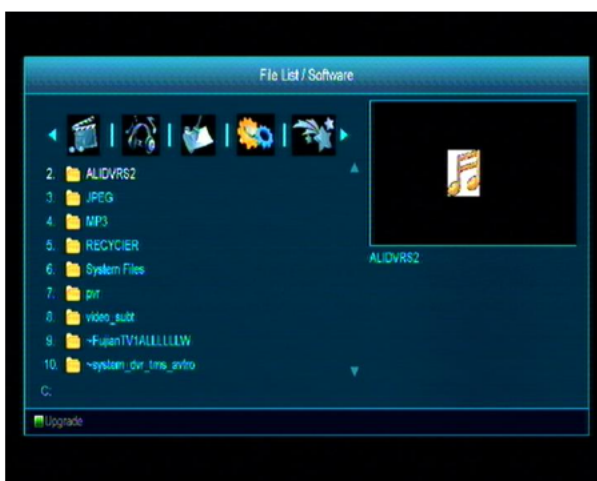 File List / Software
2. ALIDVRS2
3. JPEG
4. MP3
5. RECYCIER
6. System Files
7. pvr
8. video_subt
9. ~FujianTV1ALLLLLLW
10. ~system_dvr_tms_avfro
C:
ALIDVRS2
Upgrade